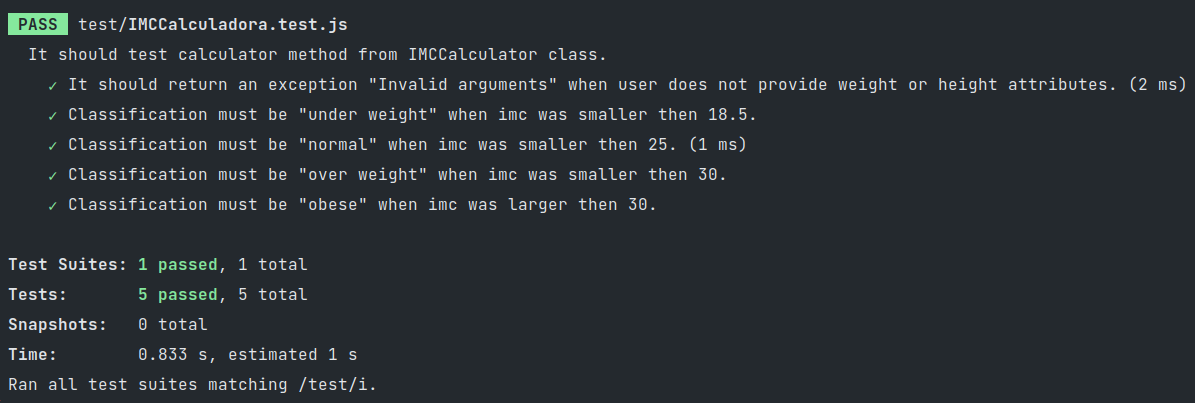 PASS test/IMCCalculadora.test.js
It should test calculator method from IMCCalculator class.
✓ It should return an exception "Invalid arguments" when user does not provide weight or height attributes. (2 ms)
✓ Classification must be "under weight" when imc was smaller then 18.5.
✓ Classification must be "normal" when imc was smaller then 25. (1 ms)
✓ Classification must be "over weight" when imc was smaller then 30.
✓ Classification must be "obese" when imc was larger then 30.
Test Suites: 1 passed, 1 total
Tests: 5 passed, 5 total
Snapshots: 0 total
Time: 0.833 s, estimated 1 s
Ran all test suites matching /test/i.